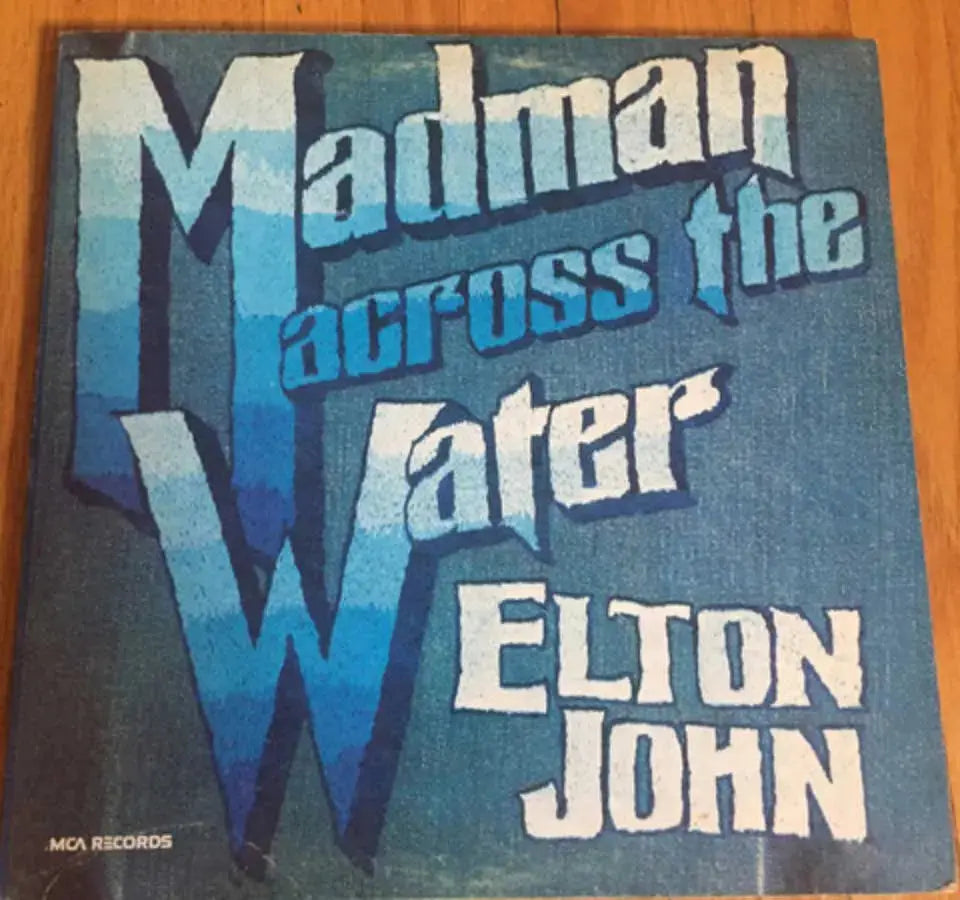 Madman
across the
Water
ELTON
JOHN
MCA RECORDS